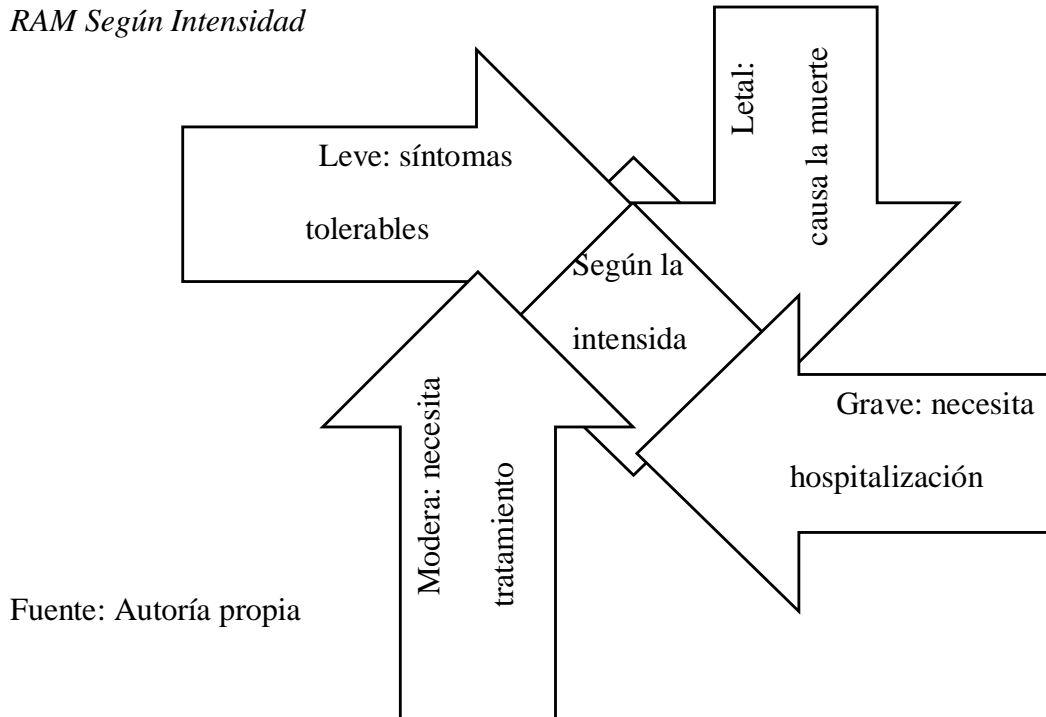 RAM Según Intensidad
Leve: síntomas
tolerables
Letal:
causa la muerte
Según la
intensida
Grave: necesita
hospitalización
Modera: necesita
tratamiento
Fuente: Autoría propia